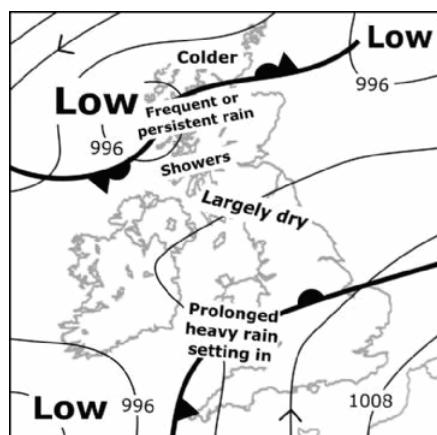 Colder
Low
996
Low
996
Frequent or
persistent rain
Showers
Largely dry
Prolonged
heavy rain
setting in
Low
996
1008